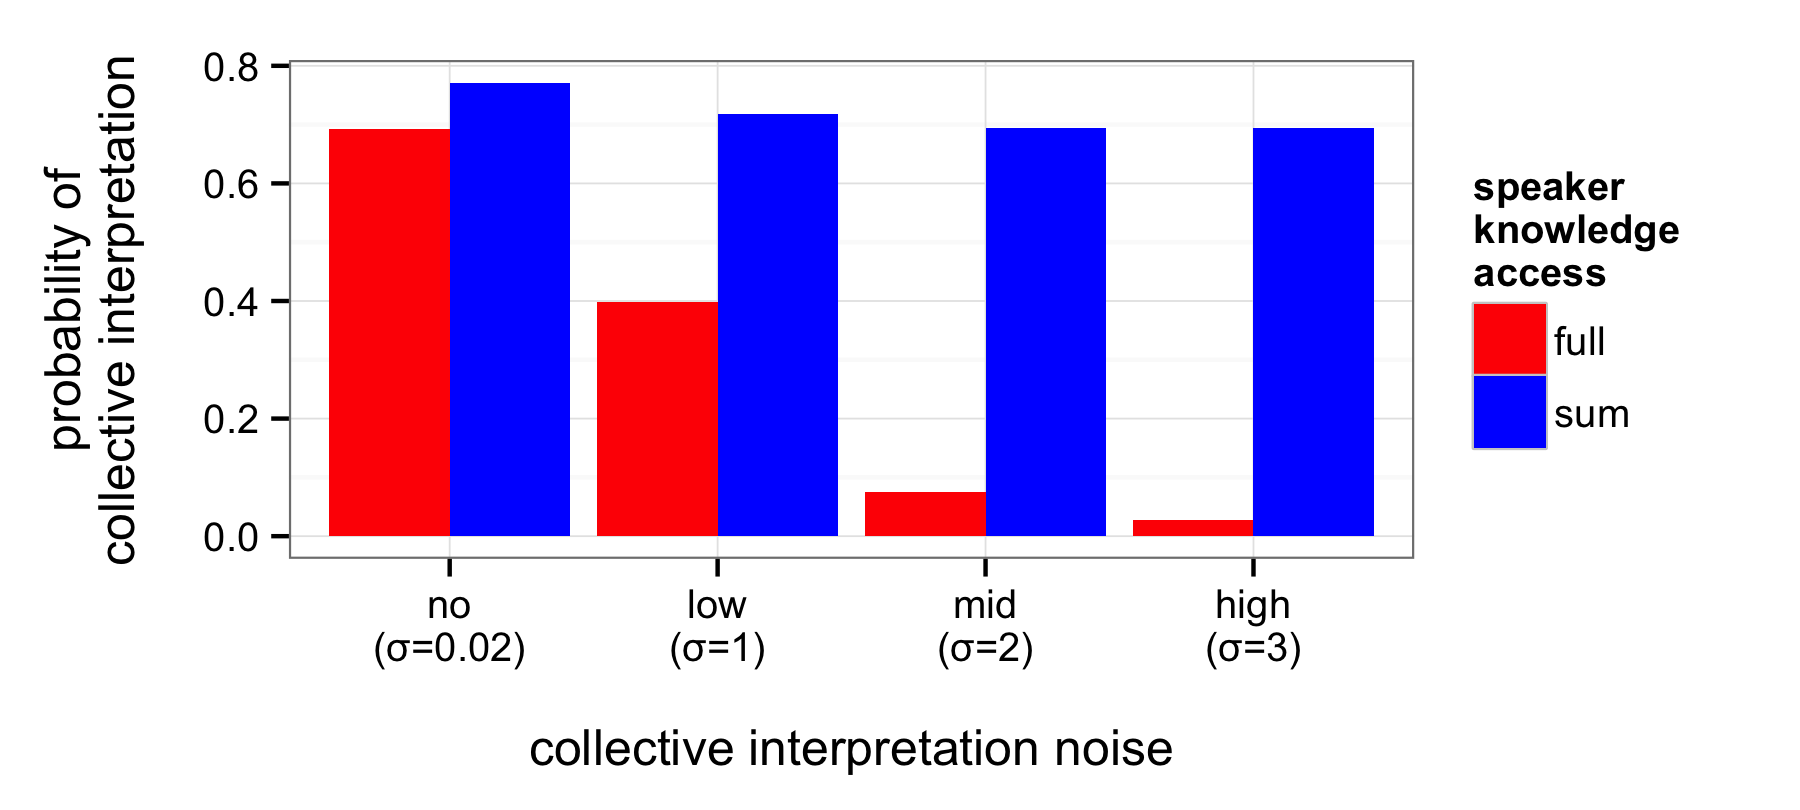 probability of
collective interpretation
0.8
0.6
0.4
0.2
0.0
no
(σ=0.02)
low
(σ=1)
mid
(σ=2)
high
(σ=3)
collective interpretation noise
speaker
knowledge
access
full
sum